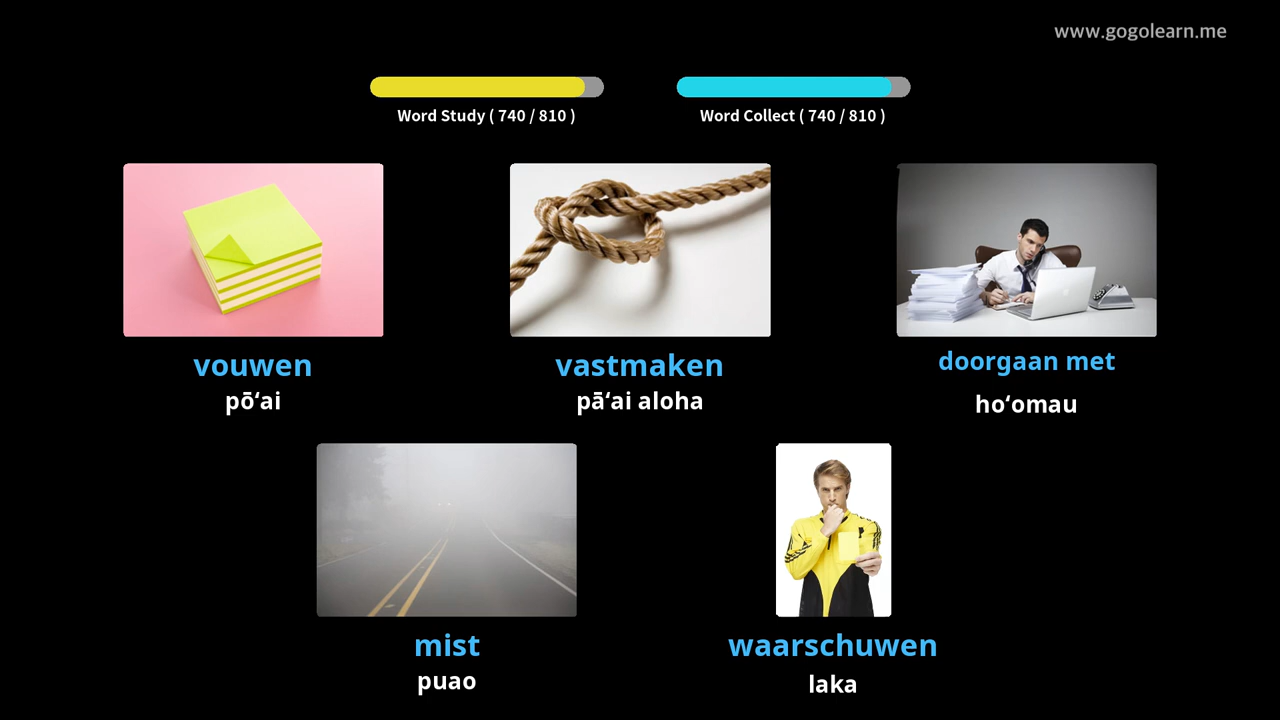 www.gogolearn.me
Word Study ( 740 / 810 )
Word Collect ( 740 / 810 )
vouwen
pōʻai
vastmaken
pāʻai aloha
doorgaan met
hoʻomau
mist
puao
waarschuwen
laka